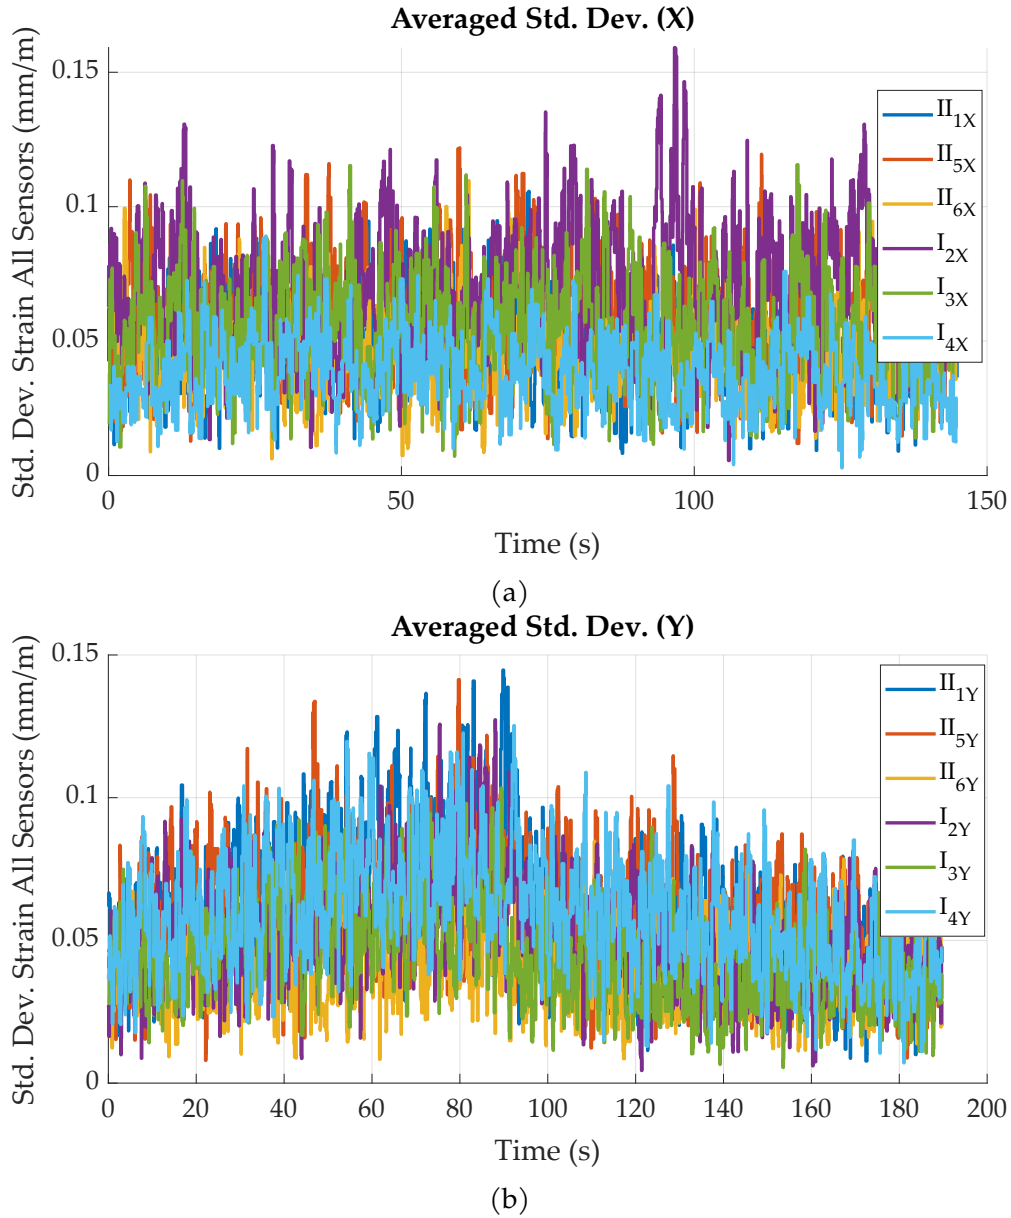 Averaged Std. Dev. (X)
Std. Dev. Strain All Sensors (mm/m)
0.15
0.1
0.05
0
0 50 100 150
Time (s)
II1X
II5X
II6X
I2X
I3X
I4X
(a)
Averaged Std. Dev. (Y)
Std. Dev. Strain All Sensors (mm/m)
0.15
0.1
0.05
0
0 20 40 60 80 100 120 140 160 180 200
Time (s)
II1Y
II5Y
II6Y
I2Y
I3Y
I4Y
(b)